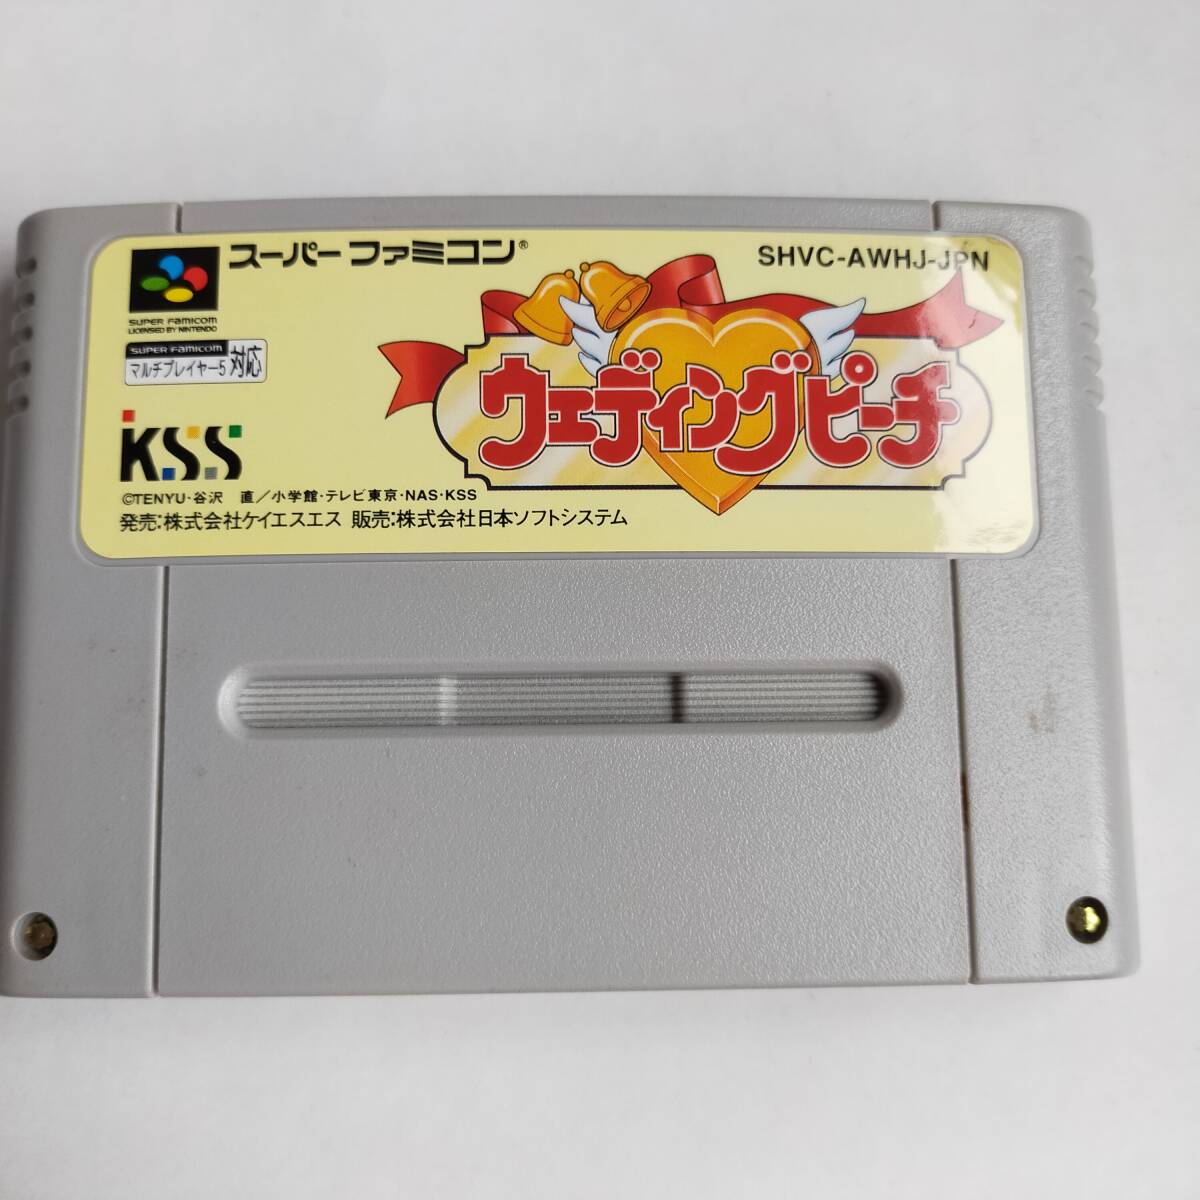 スーパーファミコン®
SHVC-AWHJ-JPN
SUPER FAMICOM
LICENSED BY NINTENDO
SUPER FAMICOM
マルチプレイヤー5 対応
ウェディングピーチ
KSS
©TENYU・谷沢 直／小学館・テレビ東京・NAS・KSS
発売：株式会社ケイエスエス 販売：株式会社日本ソフトシステム